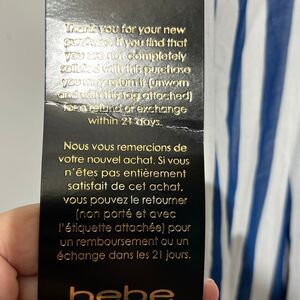 Thank you for your new
purchase. If you find that
you are not completely
satisfied with this purchase
you may return it (unworn
and with this tag attached)
for a refund or exchange
within 21 days.
Nous vous remercions de
votre nouvel achat. Si vous
n'êtes pas entièrement
satisfait de cet achat,
vous pouvez le retourner
(non porté et avec
l'étiquette attachée) pour
un remboursement ou un
échange dans les 21 jours.
bebe